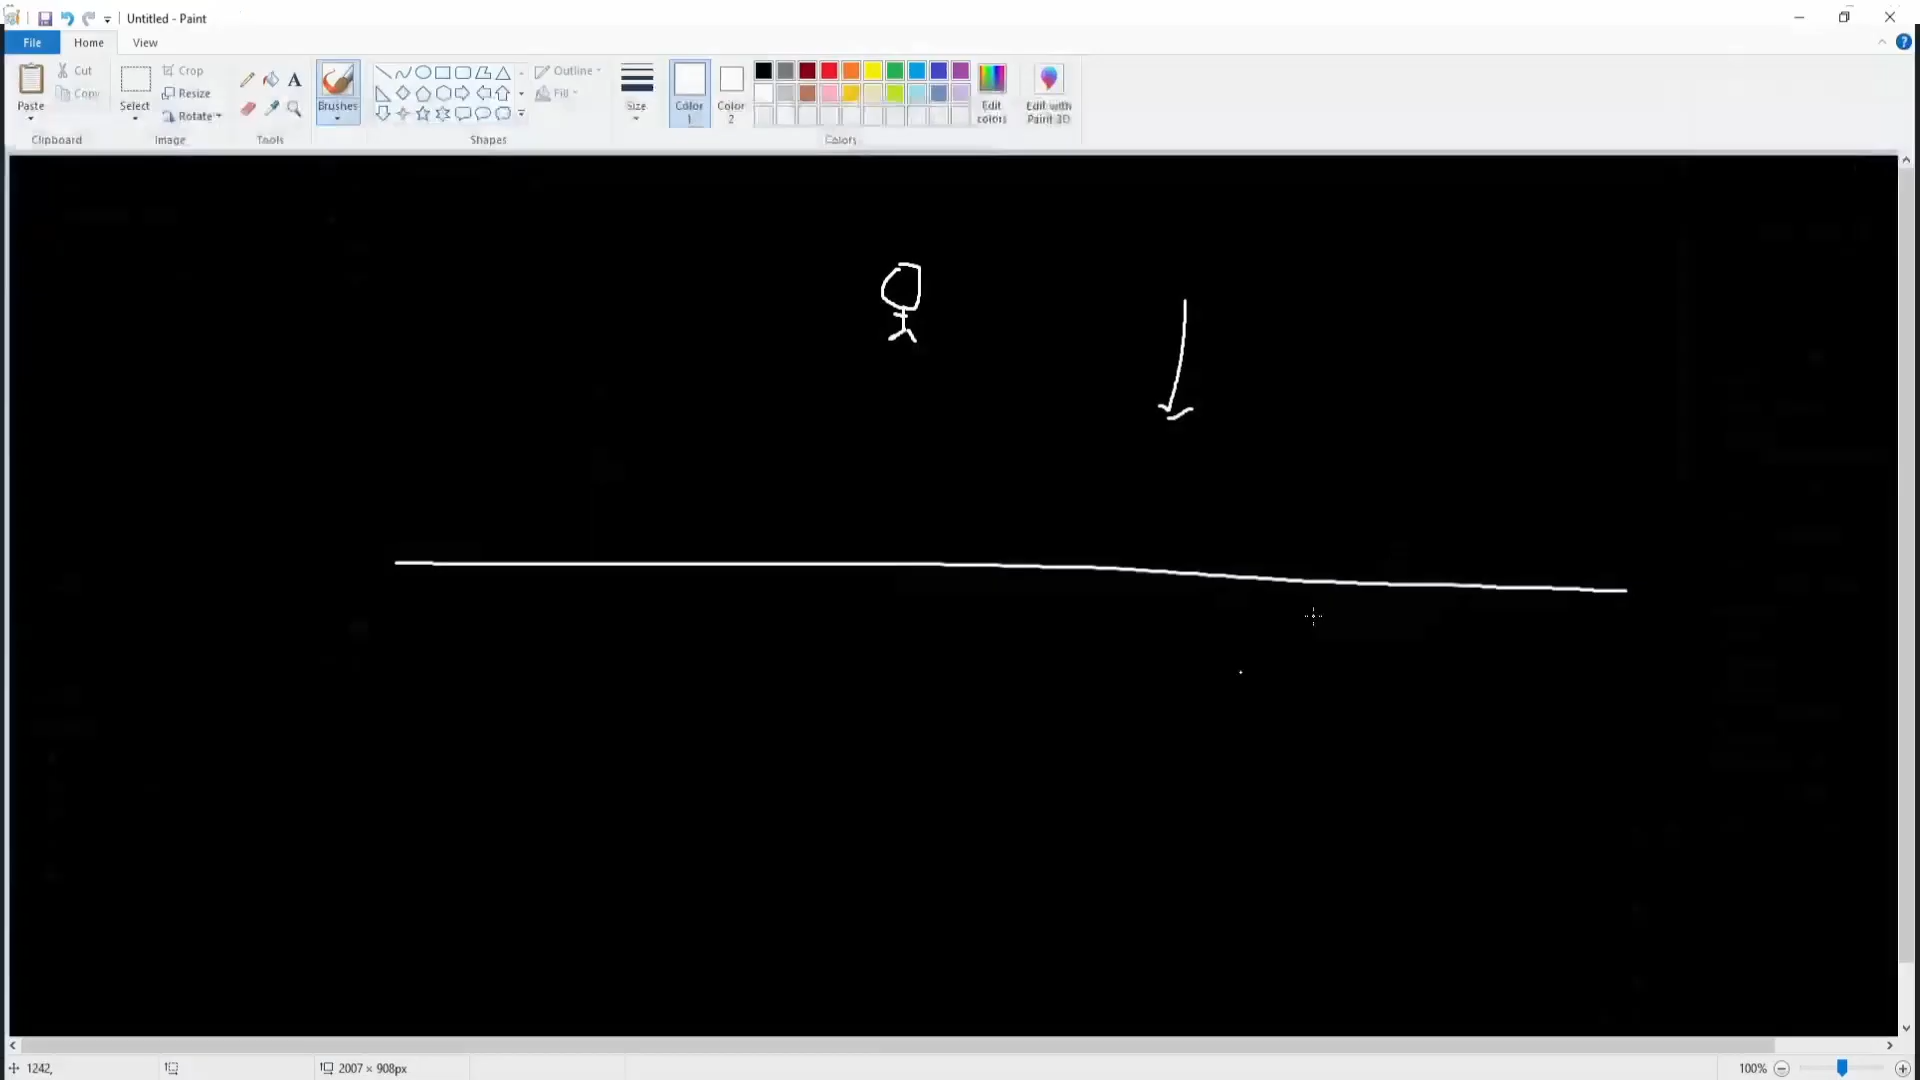 Untitled - Paint
File Home View
Paste
Cut
Copy
Clipboard
Select
Crop
Resize
Rotate
Image
A
Tools
Brushes
Shapes
Outline
Fill
Size
Color 1
Color 2
Edit colors
Edit with Paint 3D
Colors
1242,
2007 × 908px
100%